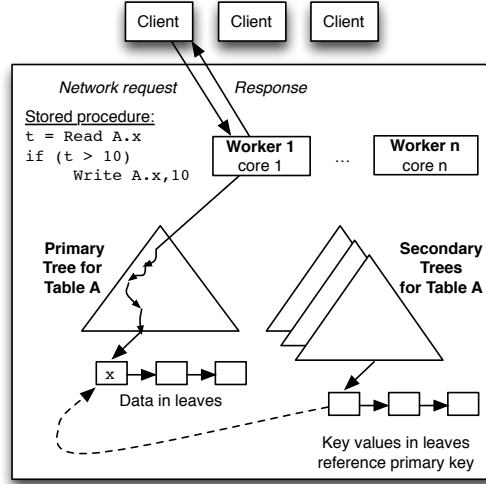 Client
Client
Client
Network request
Response
Stored procedure:
t = Read A.x
if (t > 10)
Write A.x,10
Worker 1
core 1
...
Worker n
core n
Primary
Tree for
Table A
Secondary
Trees
for Table A
x
Data in leaves
Key values in leaves
reference primary key